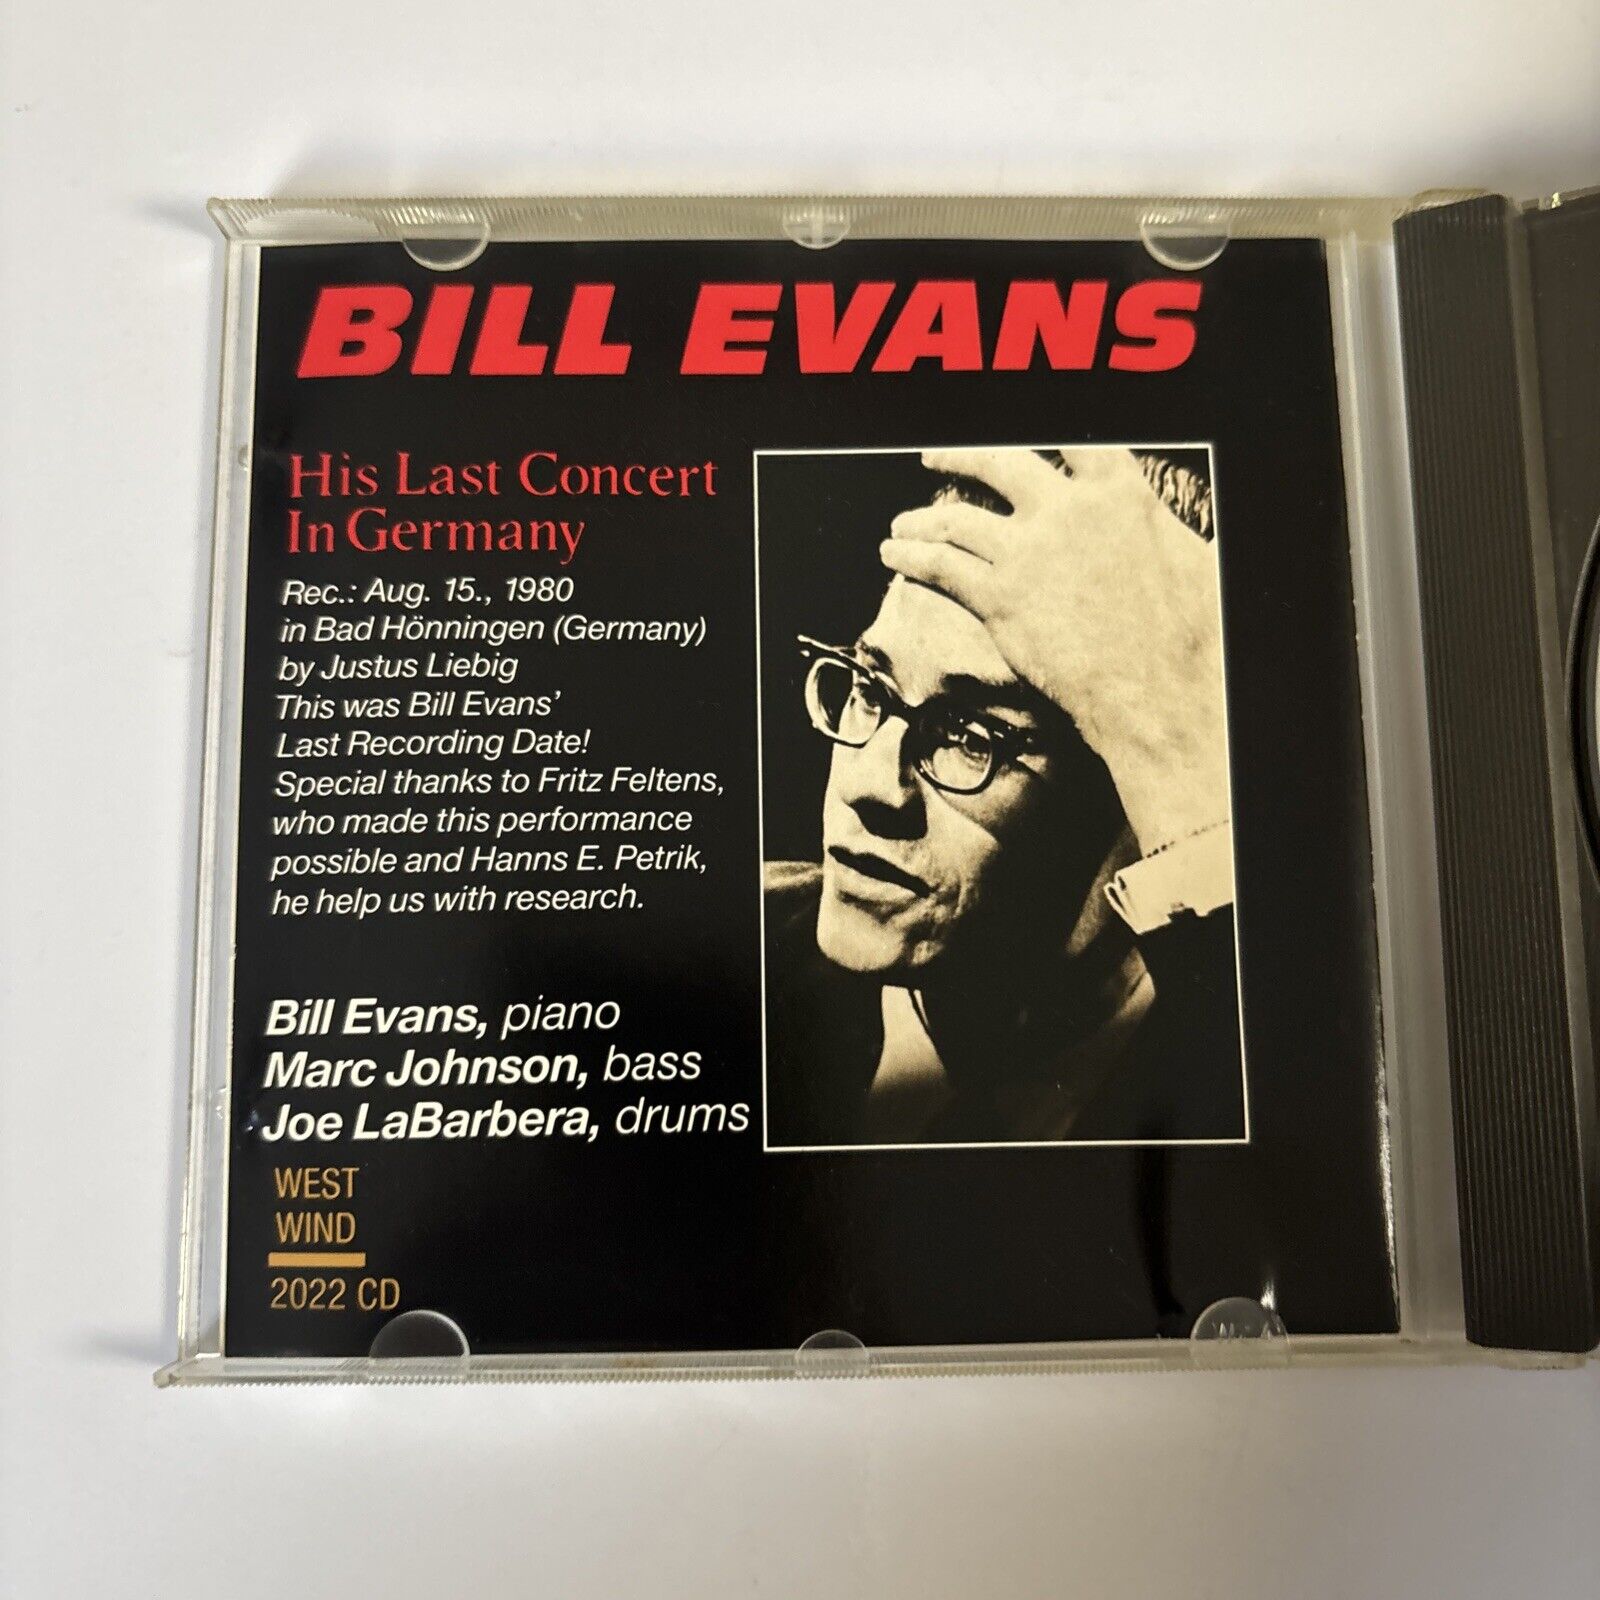 BILL EVANS
His Last Concert
In Germany
Rec.: Aug. 15., 1980
in Bad Hönningen (Germany)
by Justus Liebig
This was Bill Evans’
Last Recording Date!
Special thanks to Fritz Feltens,
who made this performance
possible and Hanns E. Petrik,
he help us with research.
Bill Evans, piano
Marc Johnson, bass
Joe LaBarbera, drums
WEST
WIND
2022 CD